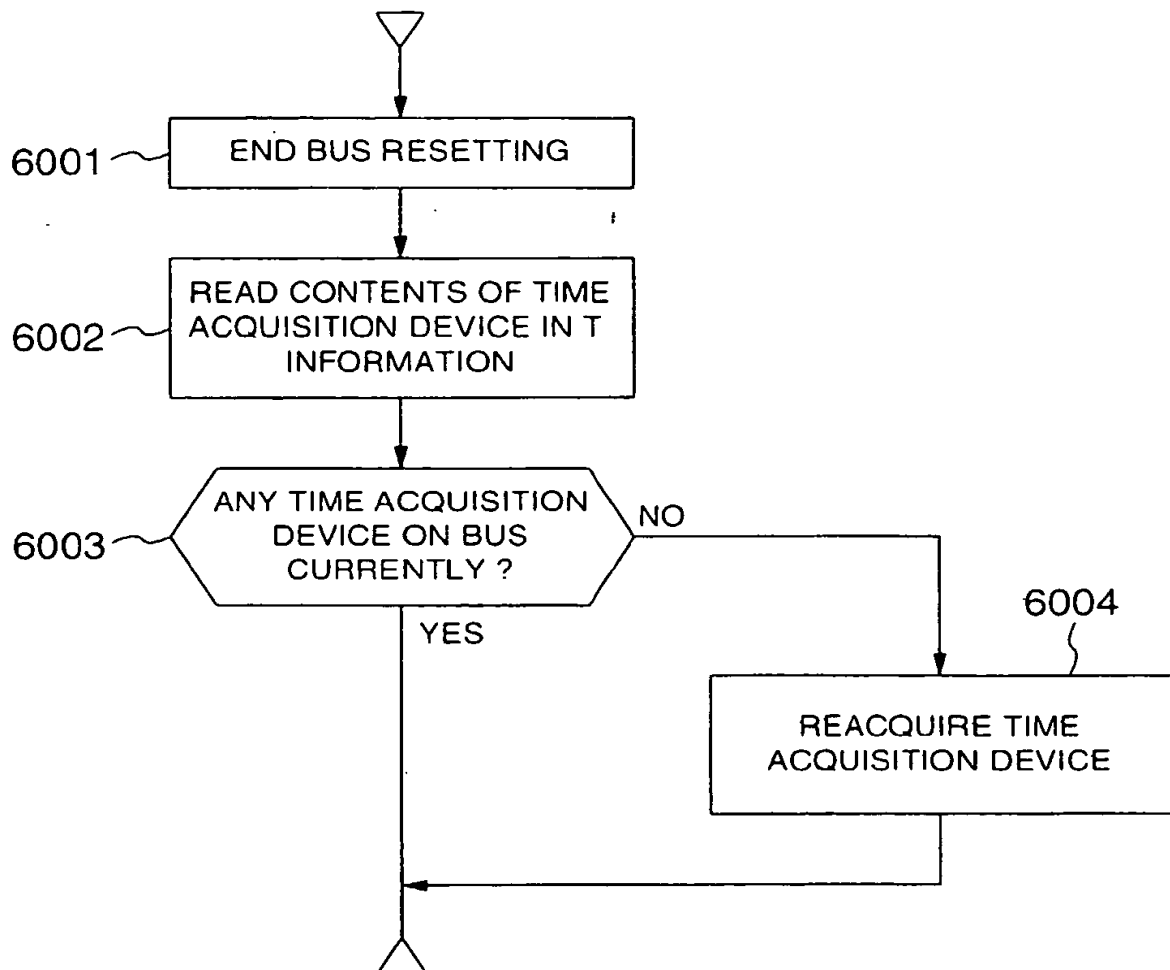 6001
END BUS RESETTING
6002
READ CONTENTS OF TIME
ACQUISITION DEVICE IN T
INFORMATION
6003
ANY TIME ACQUISITION
DEVICE ON BUS
CURRENTLY ?
NO
YES
6004
REACQUIRE TIME
ACQUISITION DEVICE